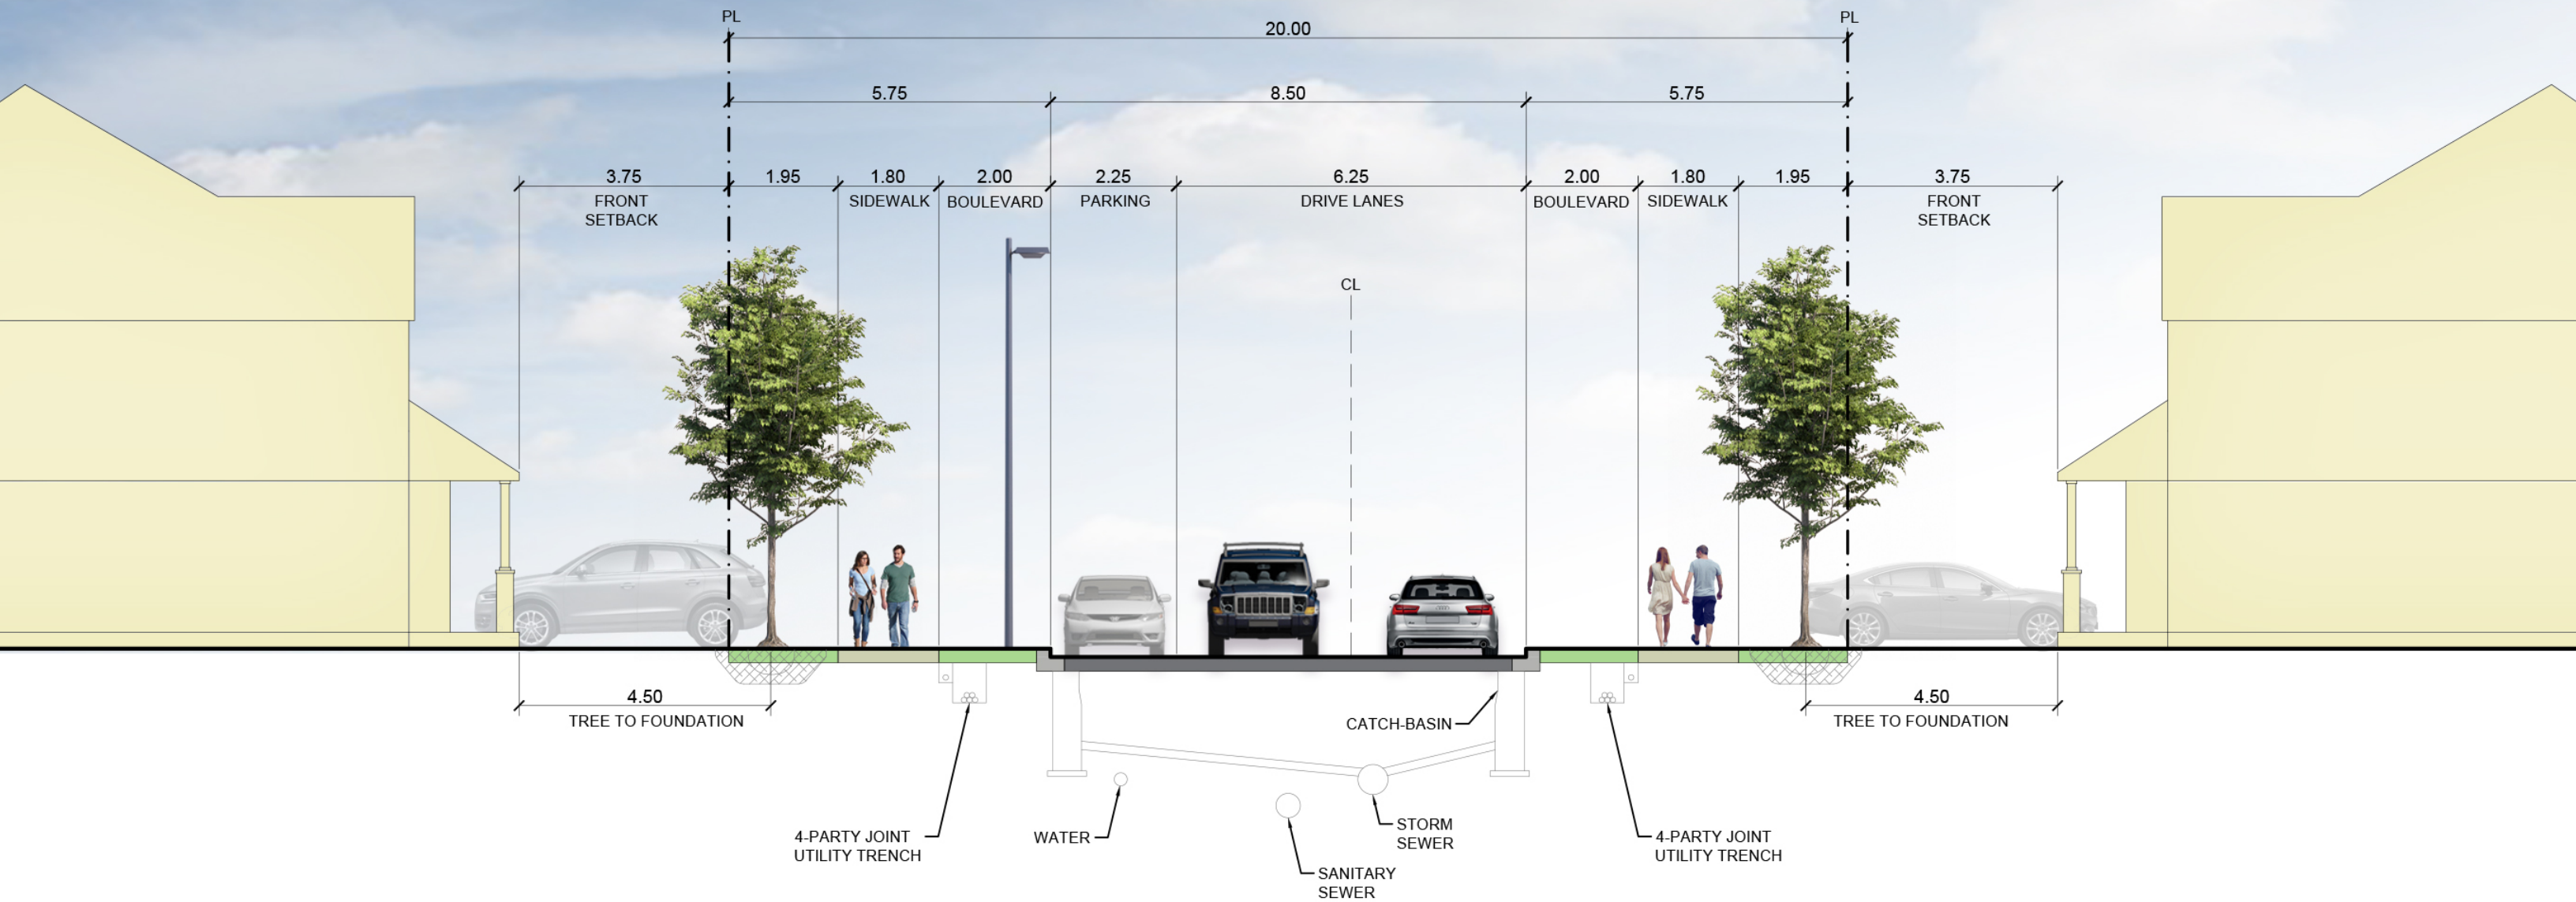 PL
PL
20.00
5.75
8.50
5.75
3.75
1.95
1.80
2.00
2.25
6.25
2.00
1.80
1.95
3.75
FRONT
SETBACK
SIDEWALK
BOULEVARD
PARKING
DRIVE LANES
BOULEVARD
SIDEWALK
FRONT
SETBACK
CL
4.50
TREE TO FOUNDATION
4.50
TREE TO FOUNDATION
CATCH-BASIN
4-PARTY JOINT
UTILITY TRENCH
WATER
STORM
SEWER
4-PARTY JOINT
UTILITY TRENCH
SANITARY
SEWER